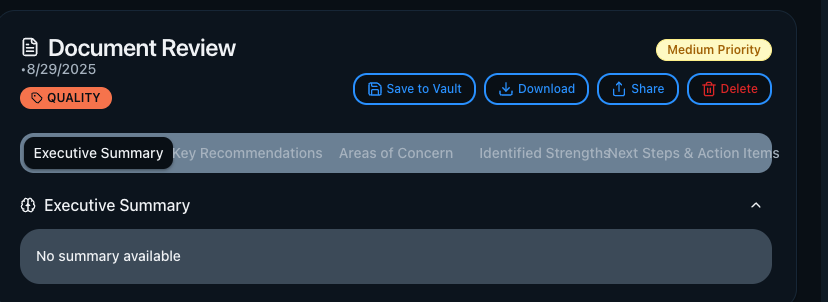 Document Review
Medium Priority
•8/29/2025
Save to Vault
Download
Share
Delete
QUALITY
Executive Summary
Key Recommendations
Areas of Concern
Identified Strengths
Next Steps & Action Items
Executive Summary
No summary available